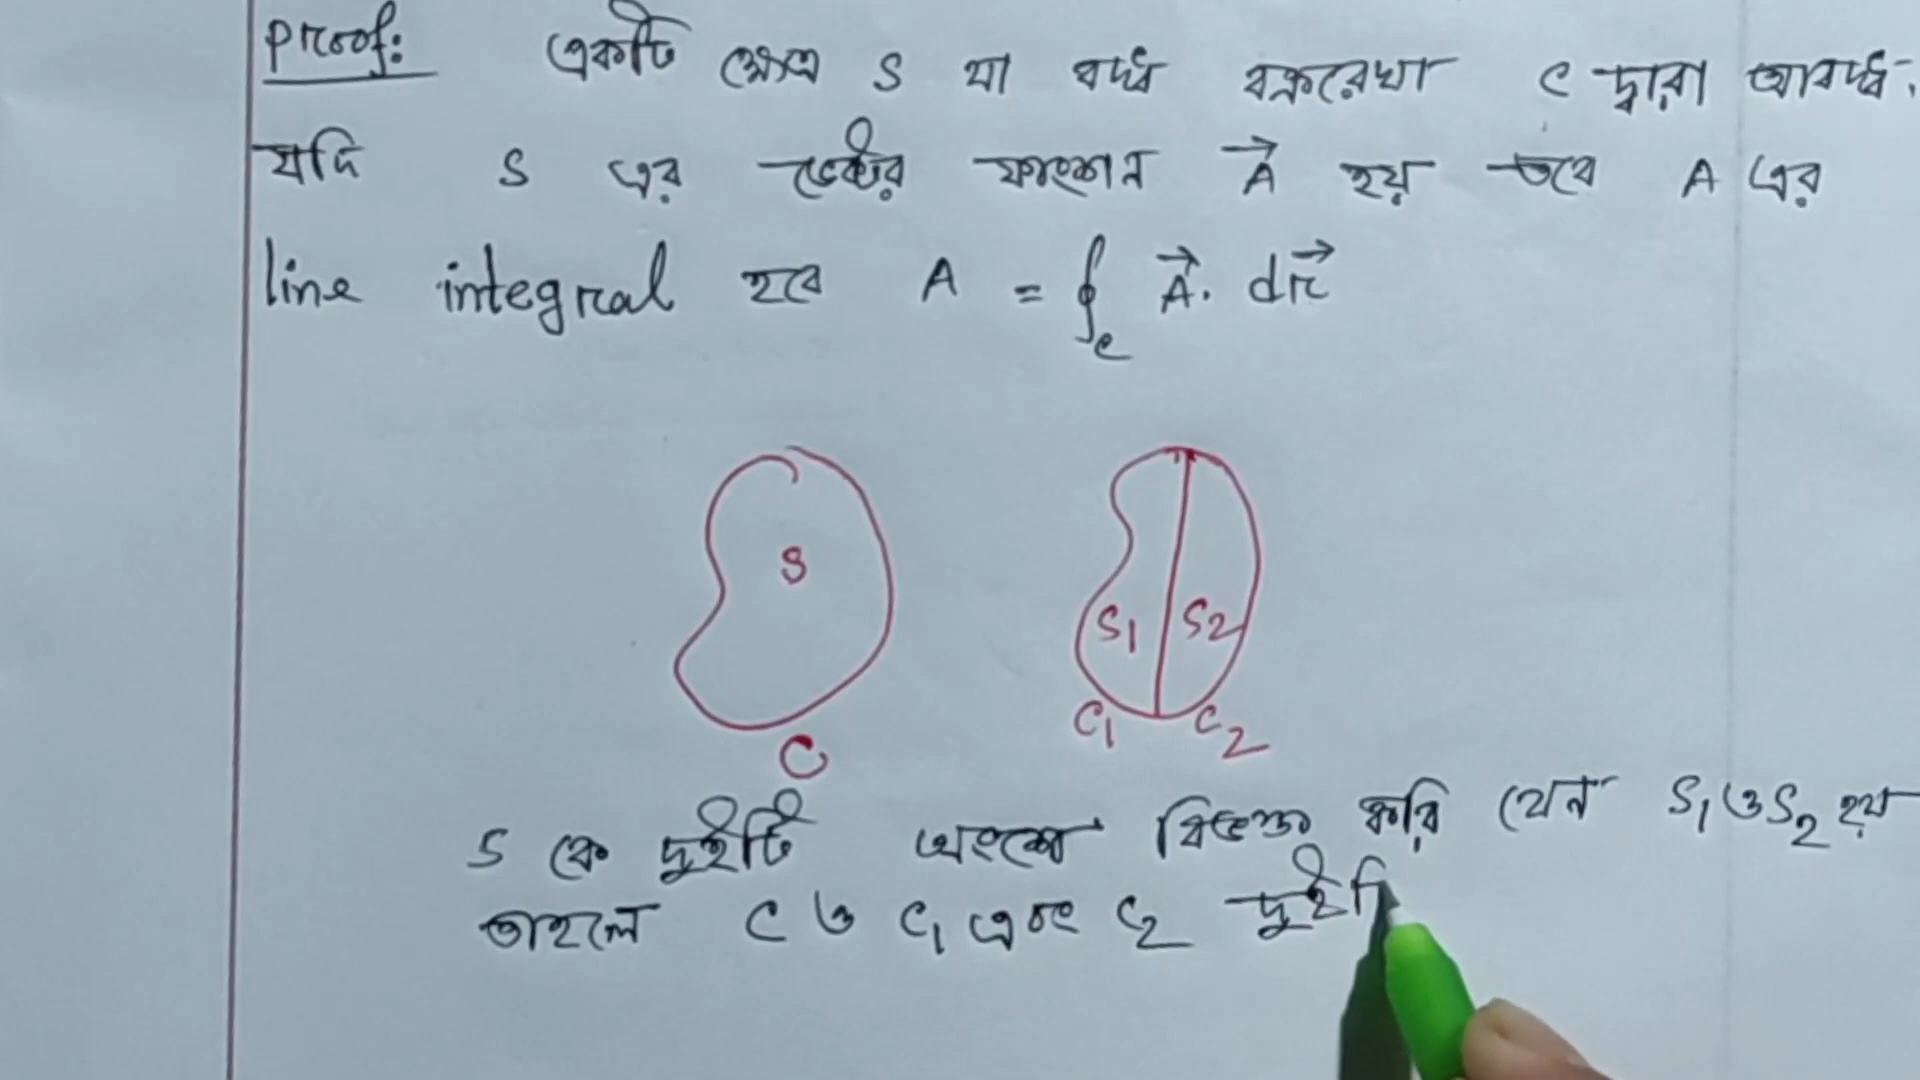 Proof: একটি ক্ষেত্র S যা বদ্ধ বক্ররেখা C দ্বারা আবদ্ধ.
যদি S এর ভেক্টর ফাংশন A⃗ হয় তবে A এর
line integral হবে A = ∮c A⃗. dr⃗
S
S₁ S₂
C₁ C₂
C
S কে দুইটি অংশে বিভক্ত করি যেন S₁ ও S₂ হয়
তাহলে C ও C₁ এবং C₂ দুইটি